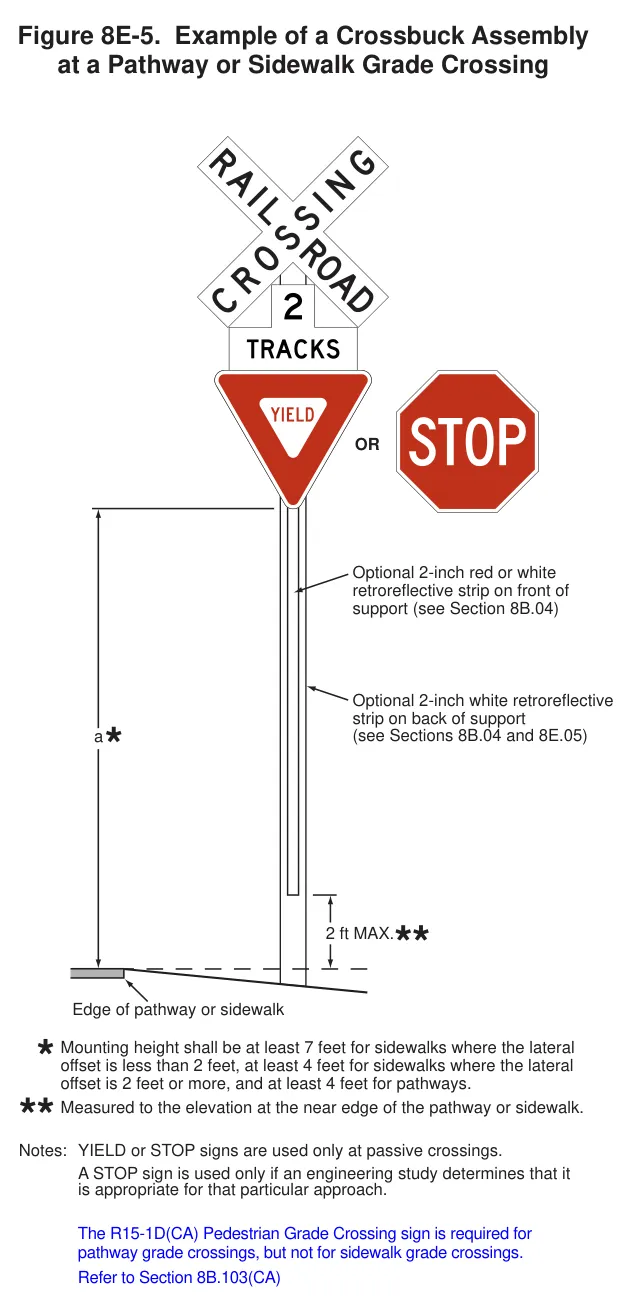 Figure 8E-5. Example of a Crossbuck Assembly
at a Pathway or Sidewalk Grade Crossing
RAILROAD
CROSSING
2
TRACKS
YIELD
OR
STOP
Optional 2-inch red or white
retroreflective strip on front of
support (see Section 8B.04)
Optional 2-inch white retroreflective
strip on back of support
(see Sections 8B.04 and 8E.05)
a*
2 ft MAX.**
Edge of pathway or sidewalk
* Mounting height shall be at least 7 feet for sidewalks where the lateral
offset is less than 2 feet, at least 4 feet for sidewalks where the lateral
offset is 2 feet or more, and at least 4 feet for pathways.
** Measured to the elevation at the near edge of the pathway or sidewalk.
Notes: YIELD or STOP signs are used only at passive crossings.
A STOP sign is used only if an engineering study determines that it
is appropriate for that particular approach.
The R15-1D(CA) Pedestrian Grade Crossing sign is required for
pathway grade crossings, but not for sidewalk grade crossings.
Refer to Section 8B.103(CA)